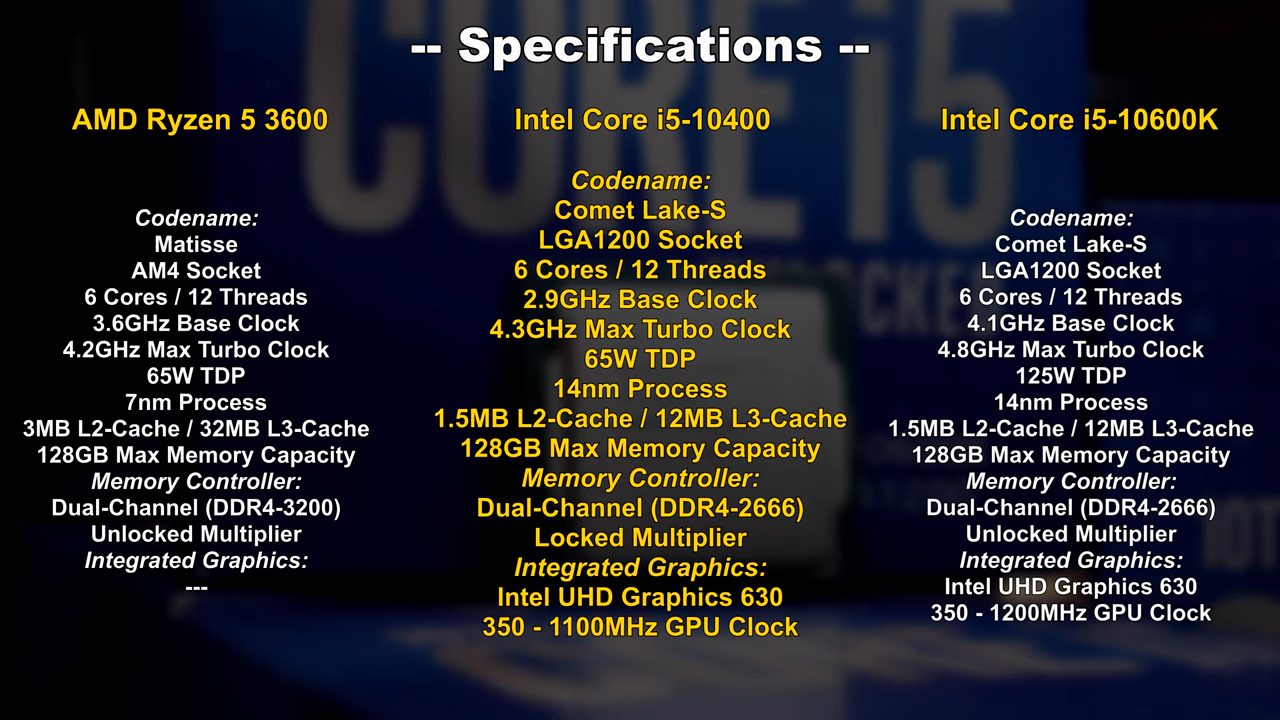 -- Specifications --
AMD Ryzen 5 3600
Codename:
Matisse
AM4 Socket
6 Cores / 12 Threads
3.6GHz Base Clock
4.2GHz Max Turbo Clock
65W TDP
7nm Process
3MB L2-Cache / 32MB L3-Cache
128GB Max Memory Capacity
Memory Controller:
Dual-Channel (DDR4-3200)
Unlocked Multiplier
Integrated Graphics:
---
Intel Core i5-10400
Codename:
Comet Lake-S
LGA1200 Socket
6 Cores / 12 Threads
2.9GHz Base Clock
4.3GHz Max Turbo Clock
65W TDP
14nm Process
1.5MB L2-Cache / 12MB L3-Cache
128GB Max Memory Capacity
Memory Controller:
Dual-Channel (DDR4-2666)
Locked Multiplier
Integrated Graphics:
Intel UHD Graphics 630
350 - 1100MHz GPU Clock
Intel Core i5-10600K
Codename:
Comet Lake-S
LGA1200 Socket
6 Cores / 12 Threads
4.1GHz Base Clock
4.8GHz Max Turbo Clock
125W TDP
14nm Process
1.5MB L2-Cache / 12MB L3-Cache
128GB Max Memory Capacity
Memory Controller:
Dual-Channel (DDR4-2666)
Unlocked Multiplier
Integrated Graphics:
Intel UHD Graphics 630
350 - 1200MHz GPU Clock
CORE i5